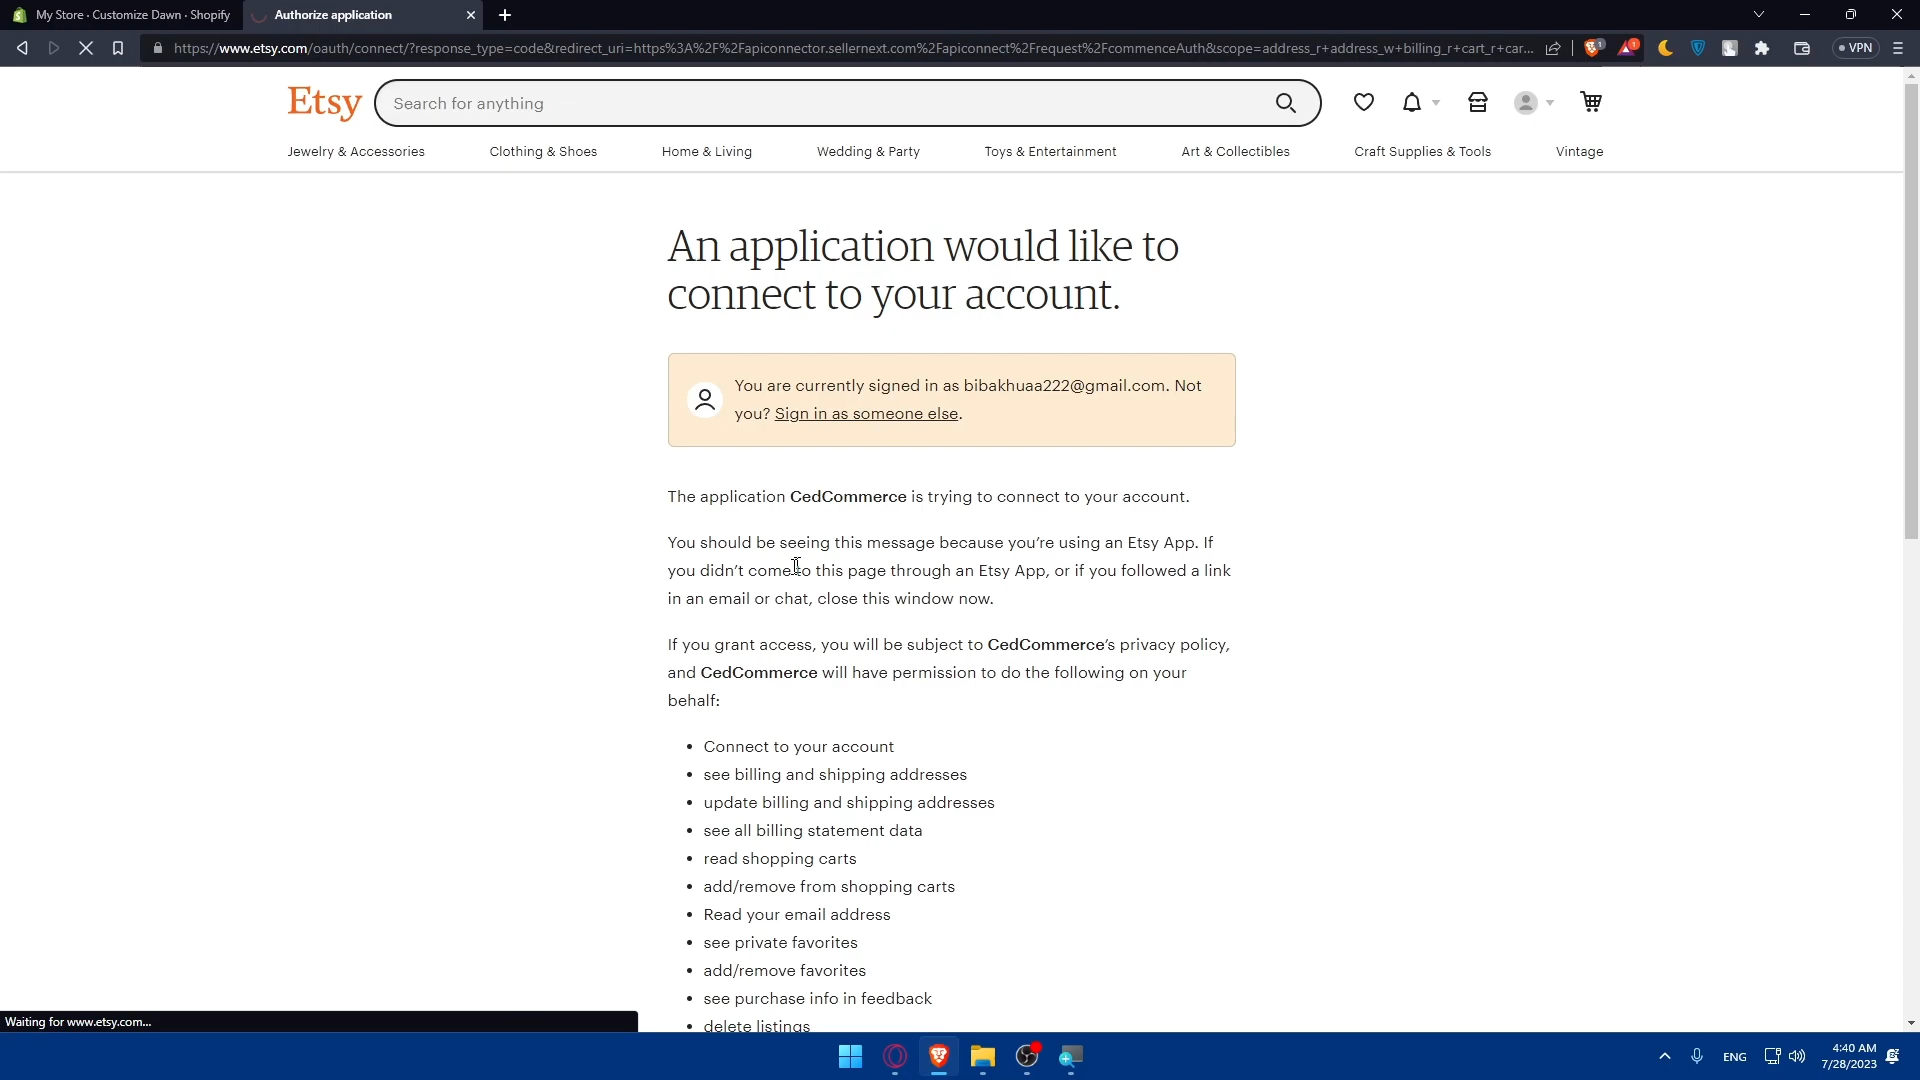 My Store · Customize Dawn · Shopify
Authorize application
https://www.etsy.com/oauth/connect/?response_type=code&redirect_uri=https%3A%2F%2Fapiconnector.sellernext.com%2Fapiconnect%2Frequest%2FcommenceAuth&scope=address_r+address_w+billing_r+cart_r+car...
1
1
VPN
Etsy
Search for anything
Jewelry & Accessories
Clothing & Shoes
Home & Living
Wedding & Party
Toys & Entertainment
Art & Collectibles
Craft Supplies & Tools
Vintage
An application would like to
connect to your account.
You are currently signed in as bibakhuaa222@gmail.com. Not
you? Sign in as someone else.
The application CedCommerce is trying to connect to your account.
You should be seeing this message because you're using an Etsy App. If
you didn't come to this page through an Etsy App, or if you followed a link
in an email or chat, close this window now.
If you grant access, you will be subject to CedCommerce's privacy policy,
and CedCommerce will have permission to do the following on your
behalf:
• Connect to your account
• see billing and shipping addresses
• update billing and shipping addresses
• see all billing statement data
• read shopping carts
• add/remove from shopping carts
• Read your email address
• see private favorites
• add/remove favorites
• see purchase info in feedback
• delete listings
Waiting for www.etsy.com...
ENG
4:40 AM
7/28/2023